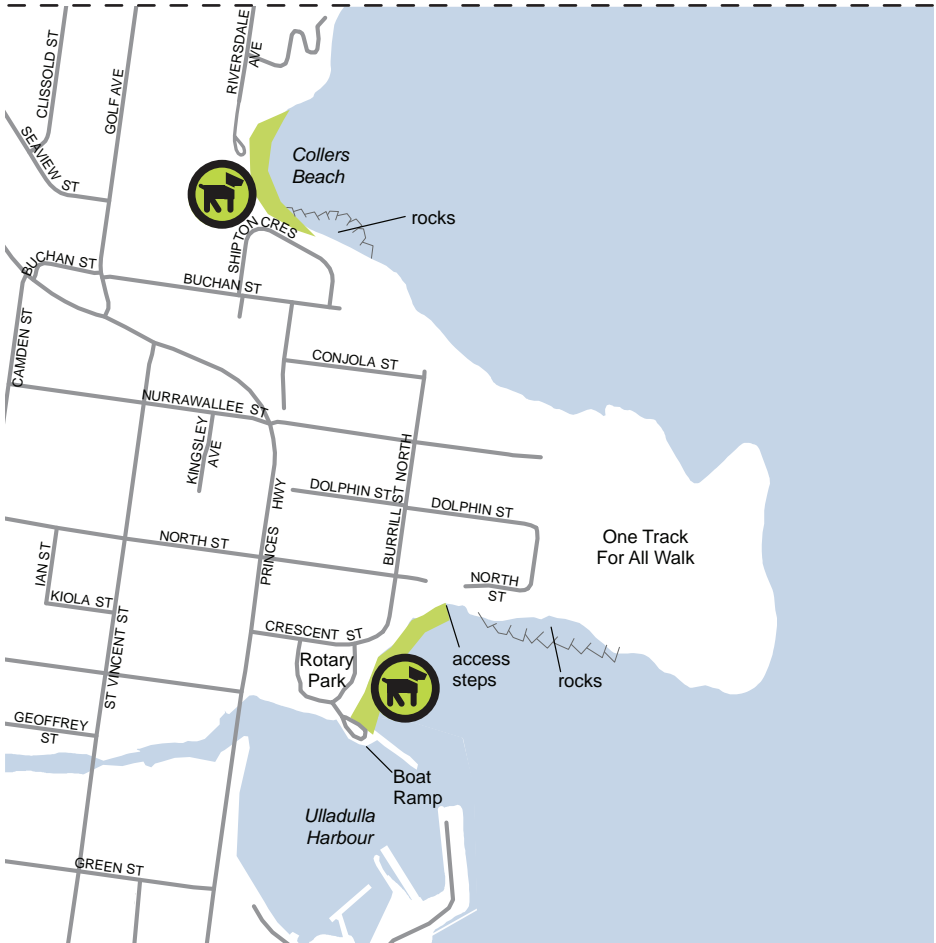 CLISSOLD ST
GOLF AVE
RIVERSDALE
AVE
SEAVIEW ST
Collers
Beach
rocks
SHIPTON CRES
BUCHAN ST
BUCHAN ST
CAMDEN ST
CONJOLA ST
NURRAWALLEE ST
KINGSLEY
AVE
PRINCES HWY
BURRILL ST NORTH
DOLPHIN ST
DOLPHIN ST
One Track
For All Walk
NORTH ST
IAN ST
KIOLA ST
NORTH
ST
CRESCENT ST
Rotary
Park
access
steps
rocks
ST VINCENT ST
GEOFFREY
ST
Boat
Ramp
Ulladulla
Harbour
GREEN ST